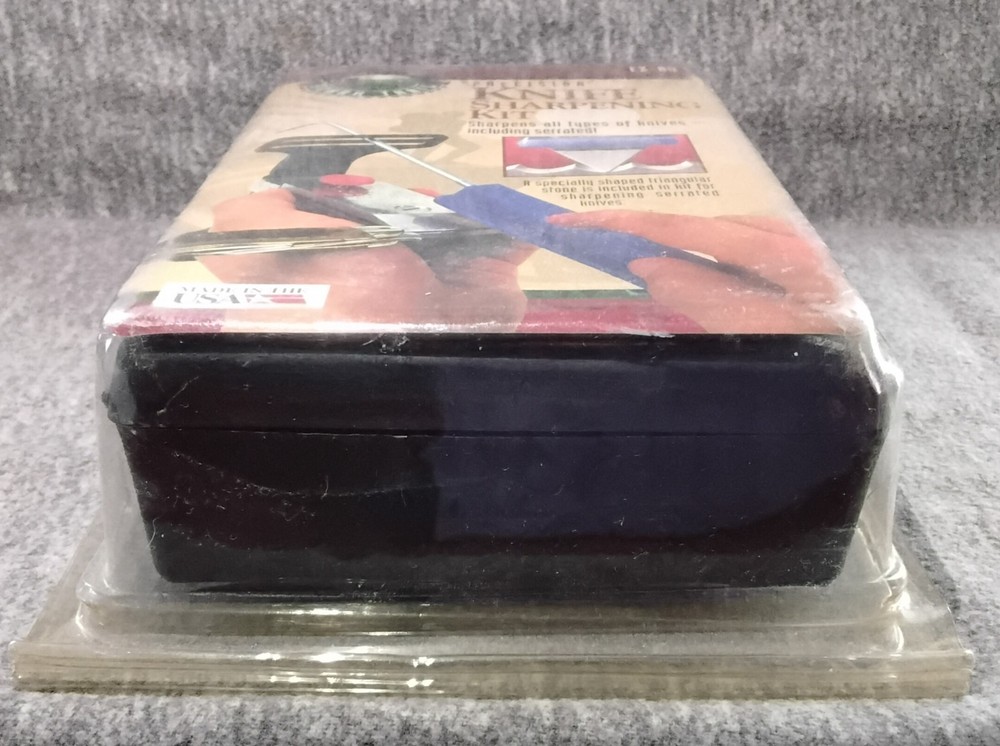 PRECISION
KNIFE
SHARPENING
KIT
Sharpens all types of knives –
including serrated!
A specially shaped triangular
stone is included in kit for
sharpening serrated
knives
MADE IN THE
USA